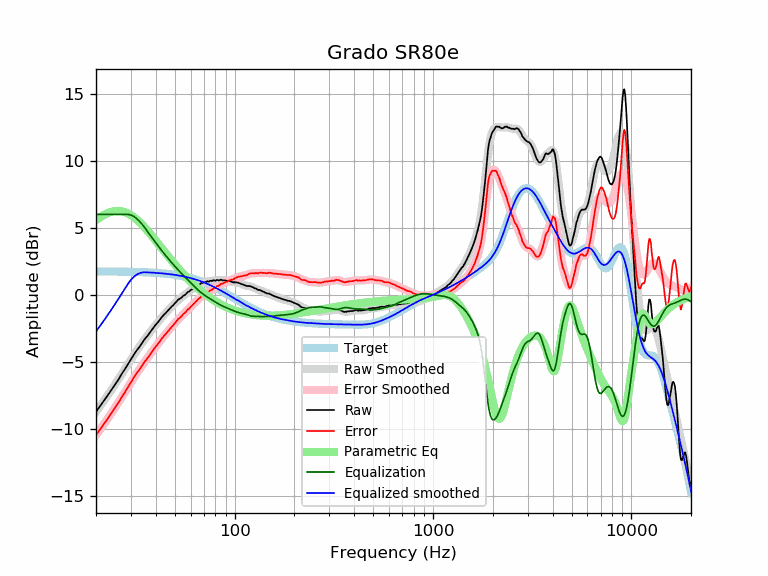 Grado SR80e
Amplitude (dBr)
15
10
5
0
−5
−10
−15
Target
Raw Smoothed
Error Smoothed
Raw
Error
Parametric Eq
Equalization
Equalized smoothed
100 1000 10000
Frequency (Hz)